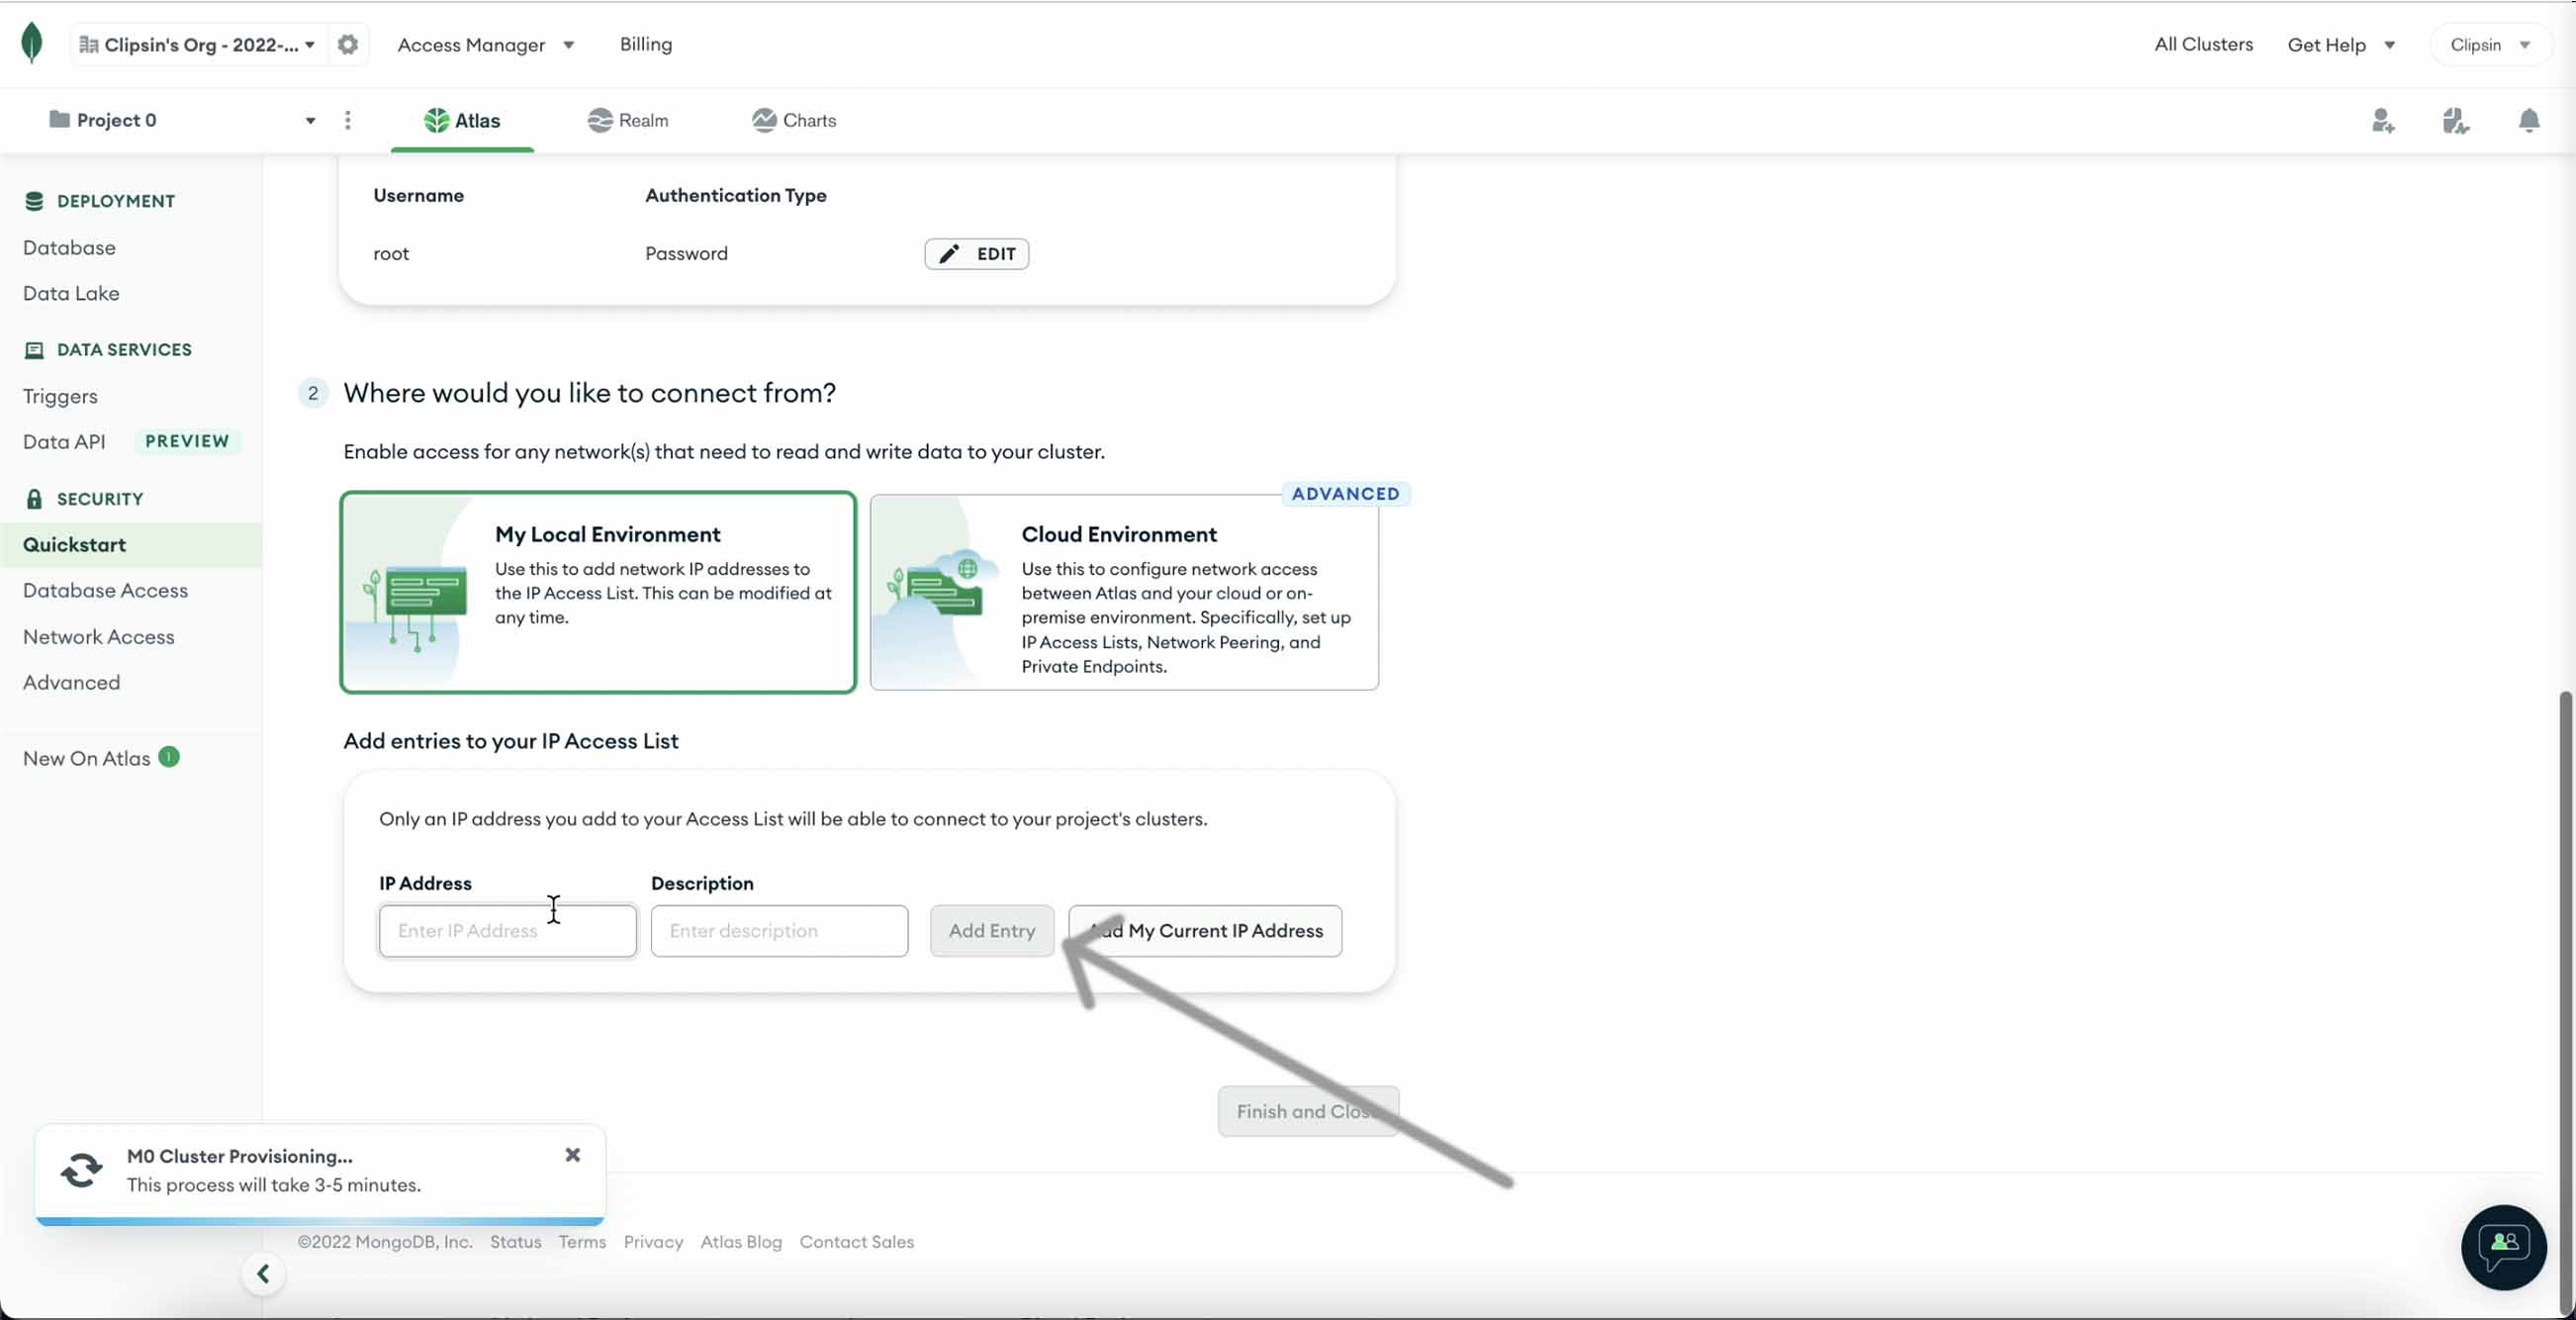 Clipsin's Org - 2022-...
Access Manager
Billing
All Clusters
Get Help
Clipsin
Project 0
Atlas
Realm
Charts
DEPLOYMENT
Database
Data Lake
DATA SERVICES
Triggers
Data API
PREVIEW
SECURITY
Quickstart
Database Access
Network Access
Advanced
New On Atlas
1
Username
Authentication Type
root
Password
EDIT
2
Where would you like to connect from?
Enable access for any network(s) that need to read and write data to your cluster.
My Local Environment
Use this to add network IP addresses to
the IP Access List. This can be modified at
any time.
ADVANCED
Cloud Environment
Use this to configure network access
between Atlas and your cloud or on-
premise environment. Specifically, set up
IP Access Lists, Network Peering, and
Private Endpoints.
Add entries to your IP Access List
Only an IP address you add to your Access List will be able to connect to your project's clusters.
IP Address
Description
Enter IP Address
Enter description
Add Entry
Add My Current IP Address
Finish and Close
M0 Cluster Provisioning...
This process will take 3-5 minutes.
©2022 MongoDB, Inc.
Status
Terms
Privacy
Atlas Blog
Contact Sales